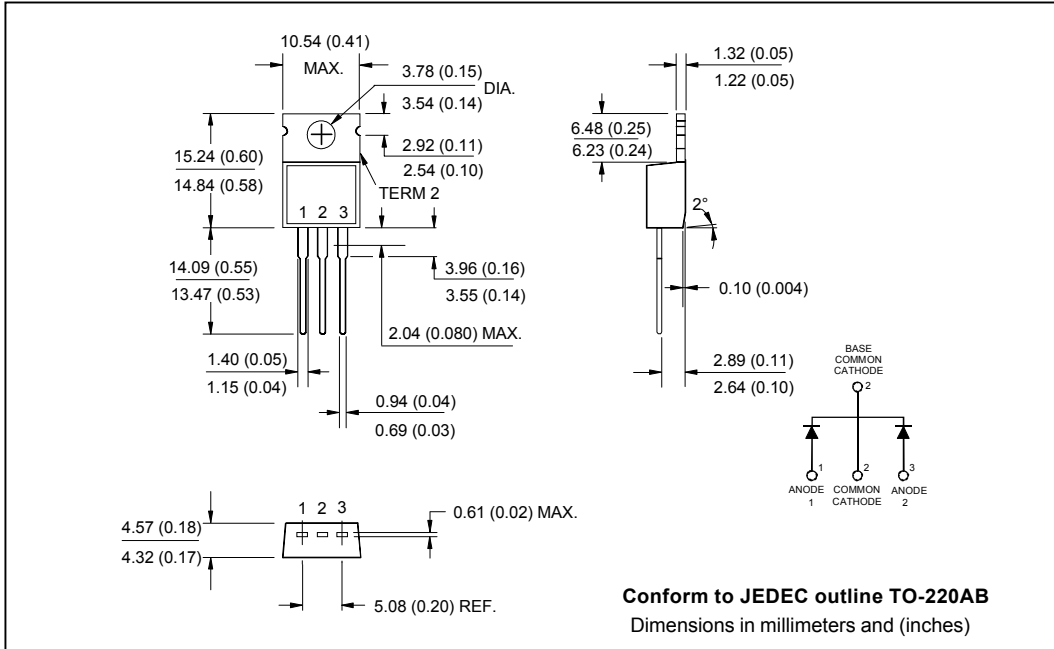 10.54 (0.41)
MAX.
3.78 (0.15)
3.54 (0.14)
DIA.
1.32 (0.05)
1.22 (0.05)
15.24 (0.60)
14.84 (0.58)
2.92 (0.11)
2.54 (0.10)
TERM 2
6.48 (0.25)
6.23 (0.24)
1 2 3
2°
14.09 (0.55)
13.47 (0.53)
3.96 (0.16)
3.55 (0.14)
0.10 (0.004)
2.04 (0.080) MAX.
1.40 (0.05)
1.15 (0.04)
2.89 (0.11)
2.64 (0.10)
0.94 (0.04)
0.69 (0.03)
BASE
COMMON
CATHODE
2
1 2 3
ANODE COMMON ANODE
1 CATHODE 2
1 2 3
4.57 (0.18)
4.32 (0.17)
0.61 (0.02) MAX.
5.08 (0.20) REF.
Conform to JEDEC outline TO-220AB
Dimensions in millimeters and (inches)